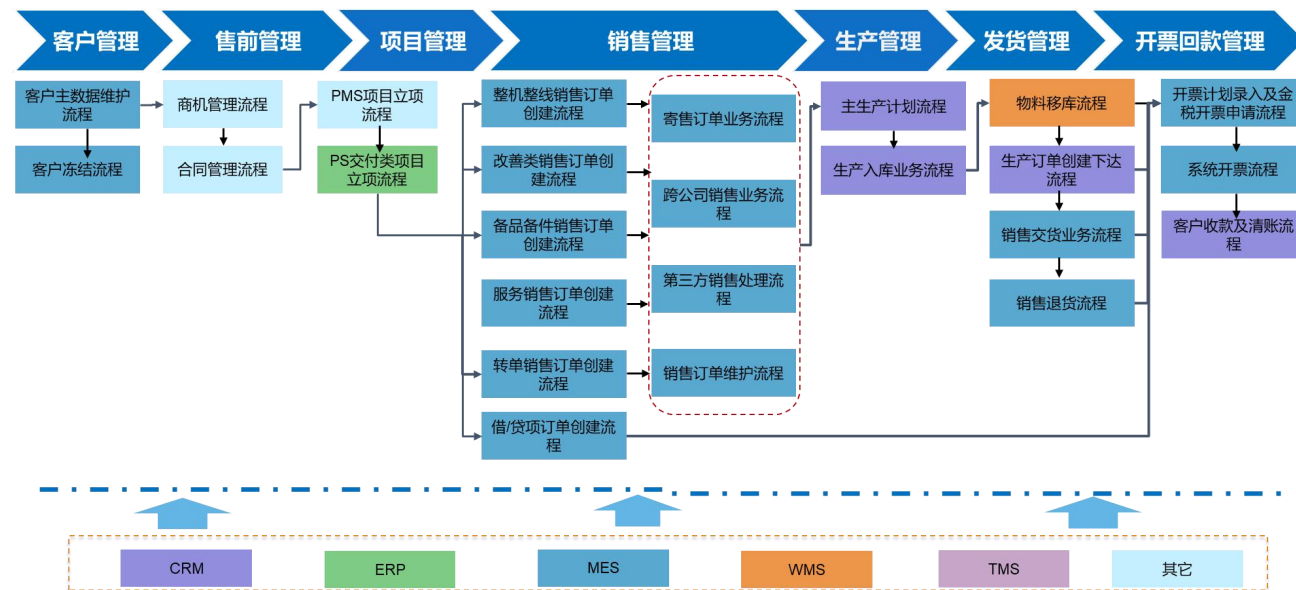 客户管理
售前管理
项目管理
销售管理
生产管理
发货管理
开票回款管理
客户主数据维护
流程
客户冻结流程
商机管理流程
合同管理流程
PMS项目立项
流程
PS交付类项目
立项流程
整机整线销售订单
创建流程
改善类销售订单创
建流程
备品备件销售订单
创建流程
服务销售订单创建
流程
转单销售订单创建
流程
借/贷项订单创建流
程
寄售订单业务流程
跨公司销售业务流
程
第三方销售处理流
程
销售订单维护流程
主生产计划流程
生产入库业务流程
物料移库流程
生产订单创建下达
流程
销售交货业务流程
销售退货流程
开票计划录入及金
税开票申请流程
系统开票流程
客户收款及清账流
程
CRM
ERP
MES
WMS
TMS
其它